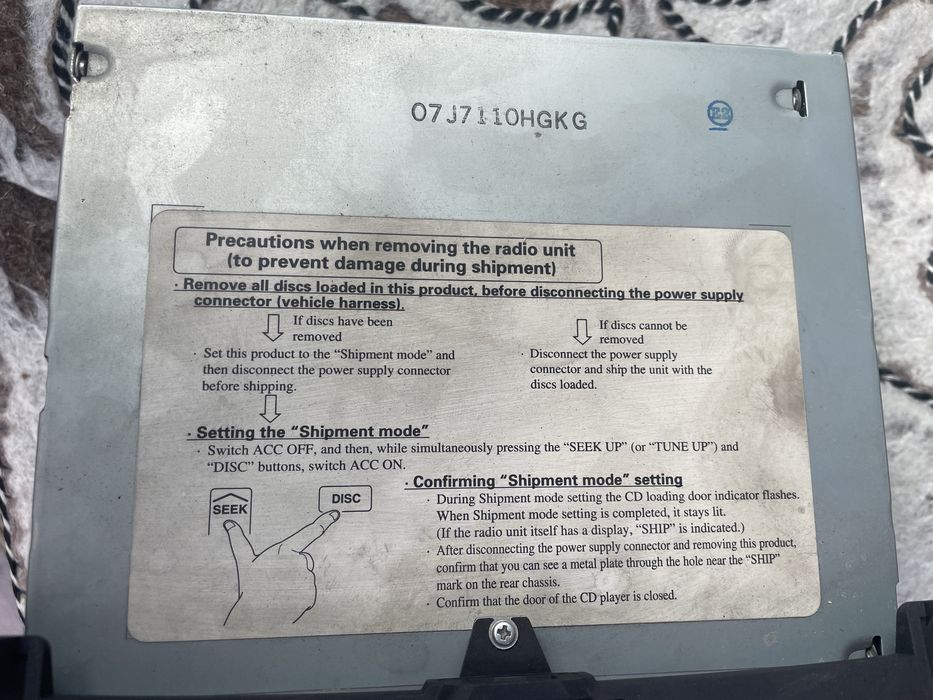 07J7110HGKG
E2
Precautions when removing the radio unit
(to prevent damage during shipment)
· Remove all discs loaded in this product, before disconnecting the power supply
connector (vehicle harness).
If discs have been
removed
· Set this product to the “Shipment mode” and
then disconnect the power supply connector
before shipping.
If discs cannot be
removed
· Disconnect the power supply
connector and ship the unit with the
discs loaded.
· Setting the “Shipment mode”
· Switch ACC OFF, and then, while simultaneously pressing the “SEEK UP” (or “TUNE UP”) and
“DISC” buttons, switch ACC ON.
SEEK
DISC
· Confirming “Shipment mode” setting
· During Shipment mode setting the CD loading door indicator flashes.
When Shipment mode setting is completed, it stays lit.
(If the radio unit itself has a display, “SHIP” is indicated.)
· After disconnecting the power supply connector and removing this product,
confirm that you can see a metal plate through the hole near the “SHIP”
mark on the rear chassis.
· Confirm that the door of the CD player is closed.